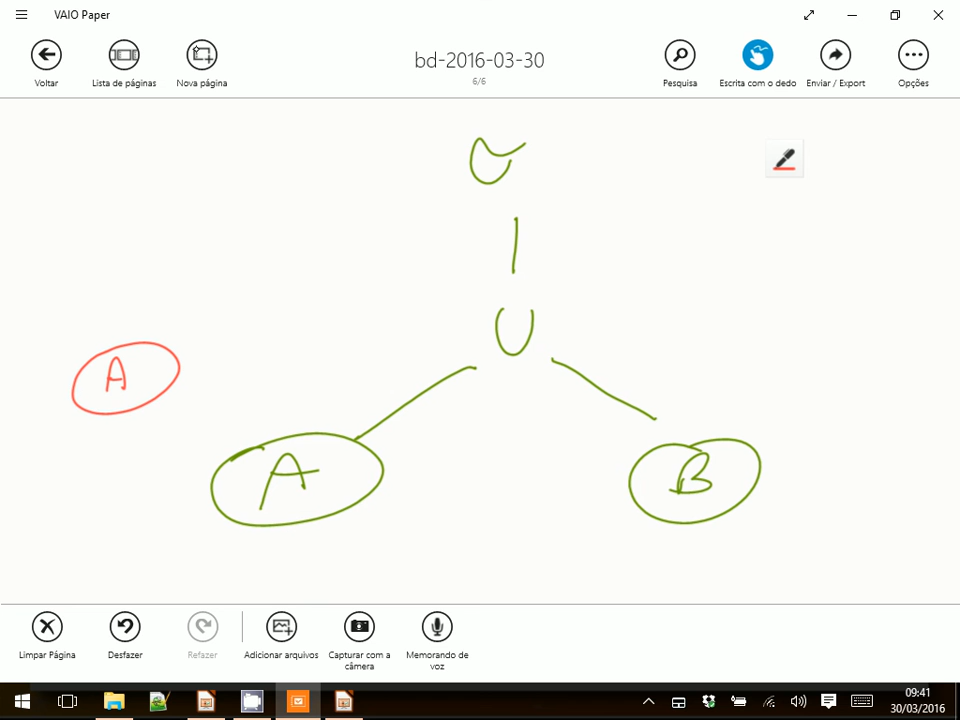 VAIO Paper
Voltar
Lista de páginas
Nova página
bd-2016-03-30
6/6
Pesquisa
Escrita com o dedo
Enviar / Export
Opções
σ
U
A
A
B
Limpar Página
Desfazer
Refazer
Adicionar arquivos
Capturar com a
câmera
Memorando de
voz
09:41
30/03/2016